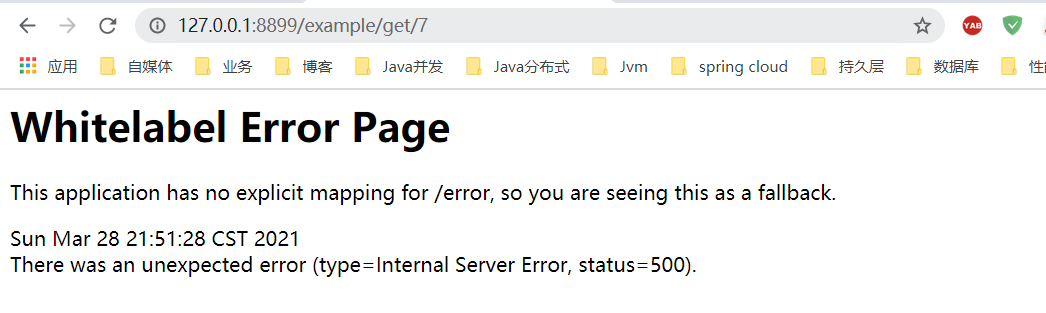 127.0.0.1:8899/example/get/7
YAB
应用 自媒体 业务 博客 Java并发 Java分布式 Jvm spring cloud 持久层 数据库
Whitelabel Error Page
This application has no explicit mapping for /error, so you are seeing this as a fallback.
Sun Mar 28 21:51:28 CST 2021
There was an unexpected error (type=Internal Server Error, status=500).